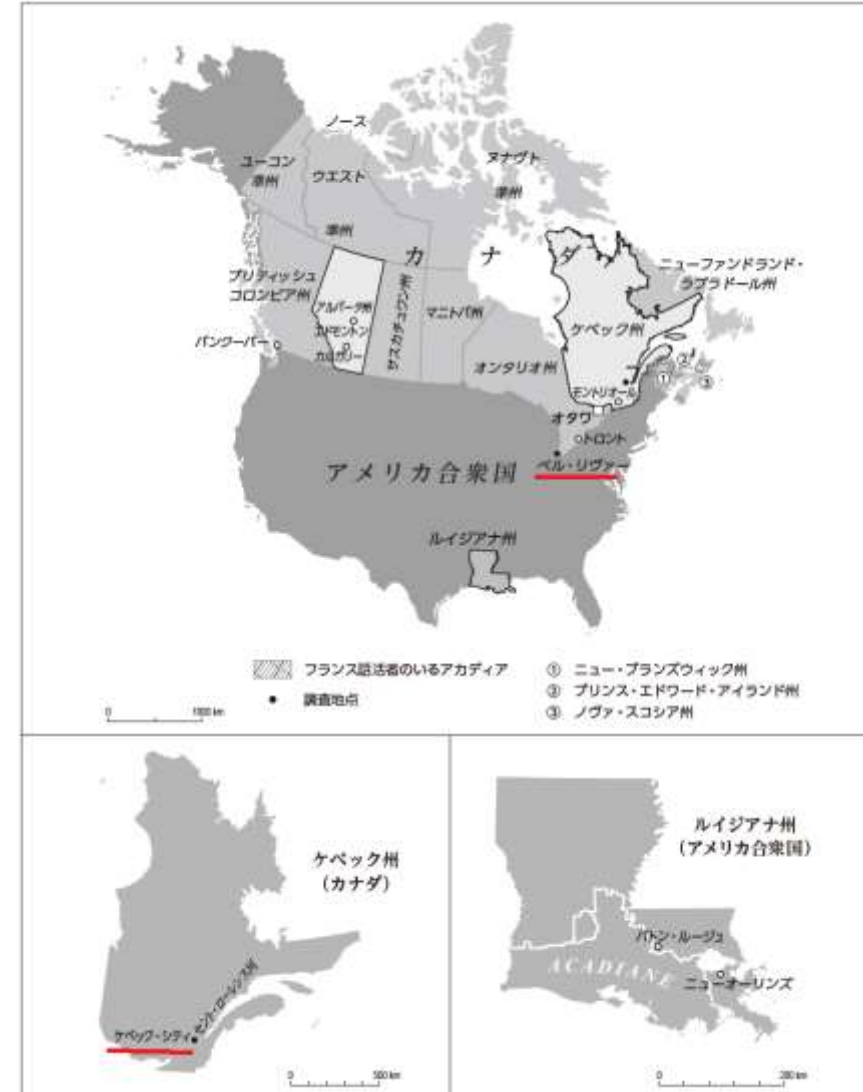 ノース
ユーコン
準州
ウエスト
準州
ヌナヴト
準州
カナダ
ニューファンドランド・
ラブラドール州
ブリティッシュ
コロンビア州
アルバータ州
エドモントン
カルガリー
サスカチュワン州
マニトバ州
ケベック州
バンクーバー
オンタリオ州
モントリオール
① ② ③
オタワ
トロント
ベル・リヴァー
アメリカ合衆国
ルイジアナ州
フランス語話者のいるアカディア
調査地点
① ニュー・ブランズウィック州
② プリンス・エドワード・アイランド州
③ ノヴァ・スコシア州
0 1000 km
ケベック州
(カナダ)
セント・ローレンス川
ケベック・シティ
0 500 km
ルイジアナ州
(アメリカ合衆国)
バトン・ルージュ
ACADIANE
ニューオーリンズ
0 200 km